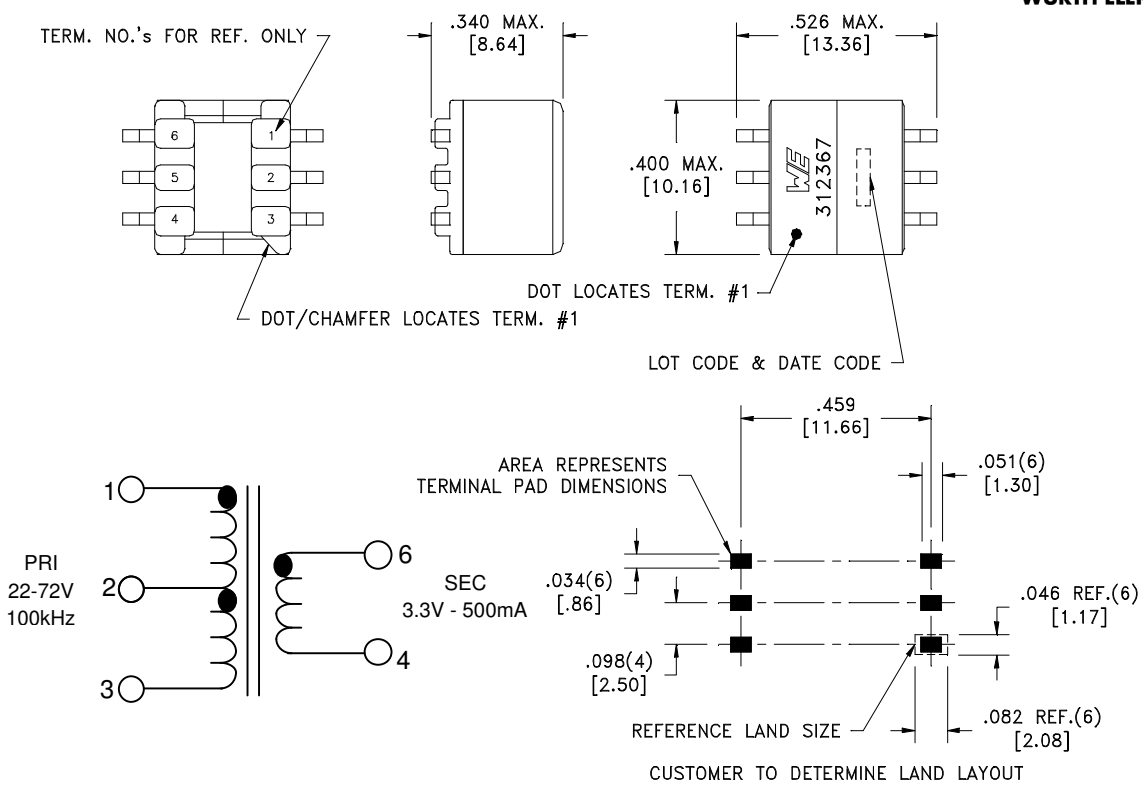 TERM. NO.'s FOR REF. ONLY
.340 MAX.
[8.64]
.526 MAX.
[13.36]
6
1
5
2
4
3
.400 MAX.
[10.16]
WE
312367
DOT LOCATES TERM. #1
DOT/CHAMFER LOCATES TERM. #1
LOT CODE & DATE CODE
1
2
3
PRI
22-72V
100kHz
6
4
SEC
3.3V - 500mA
.459
[11.66]
AREA REPRESENTS
TERMINAL PAD DIMENSIONS
.051(6)
[1.30]
.034(6)
[.86]
.046 REF.(6)
[1.17]
.098(4)
[2.50]
REFERENCE LAND SIZE
.082 REF.(6)
[2.08]
CUSTOMER TO DETERMINE LAND LAYOUT